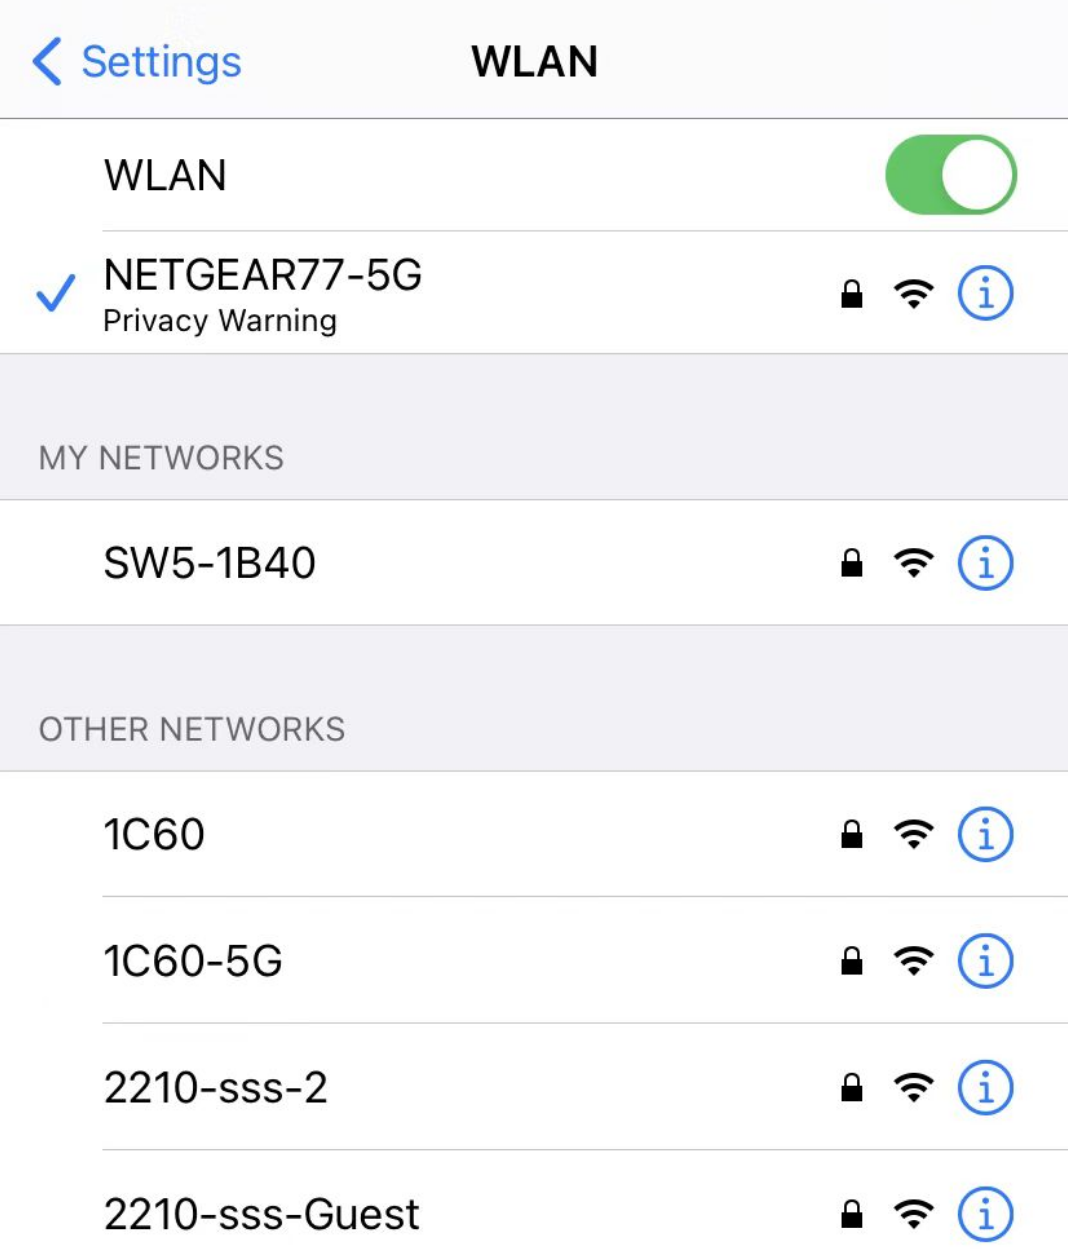 Settings
WLAN
WLAN
NETGEAR77-5G
Privacy Warning
MY NETWORKS
SW5-1B40
OTHER NETWORKS
1C60
1C60-5G
2210-sss-2
2210-sss-Guest